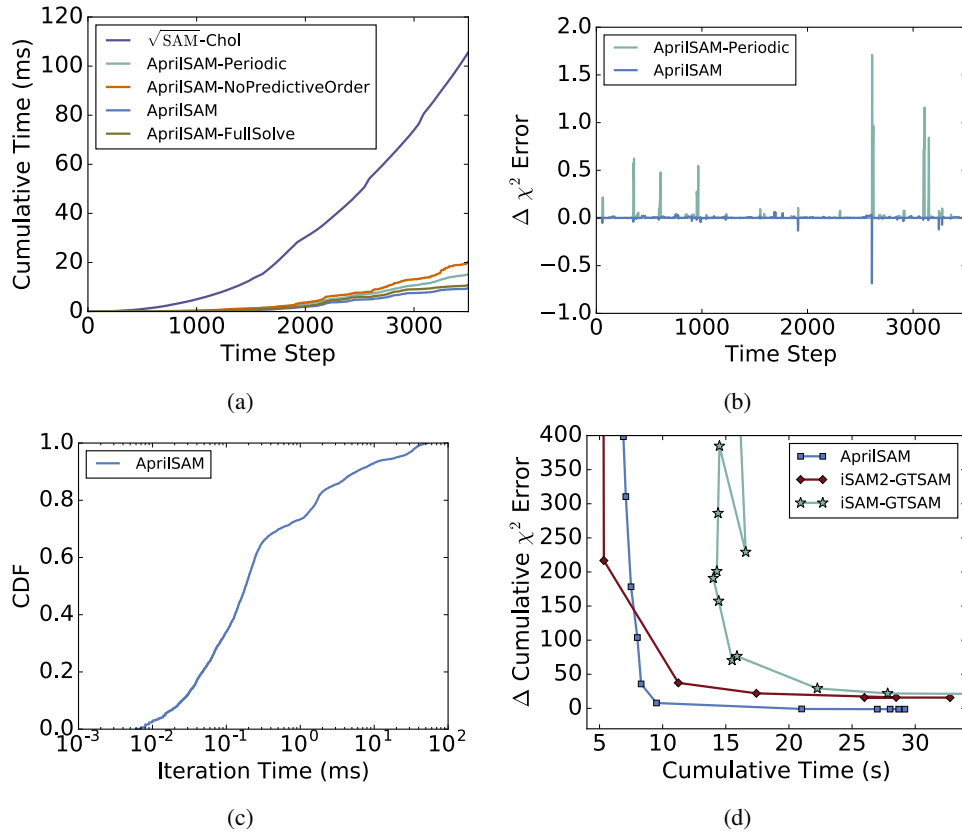 120
100
80
60
40
20
0
Cumulative Time (ms)
√SAM-Chol
AprilSAM-Periodic
AprilSAM-NoPredictiveOrder
AprilSAM
AprilSAM-FullSolve
0 1000 2000 3000
Time Step
(a)
2.0
1.5
1.0
0.5
0.0
−0.5
−1.0
Δ χ² Error
AprilSAM-Periodic
AprilSAM
0 1000 2000 3000
Time Step
(b)
1.0
0.8
0.6
0.4
0.2
0.0
CDF
AprilSAM
10⁻³ 10⁻² 10⁻¹ 10⁰ 10¹ 10²
Iteration Time (ms)
(c)
400
350
300
250
200
150
100
50
0
Δ Cumulative χ² Error
AprilSAM
iSAM2-GTSAM
iSAM-GTSAM
5 10 15 20 25 30
Cumulative Time (s)
(d)